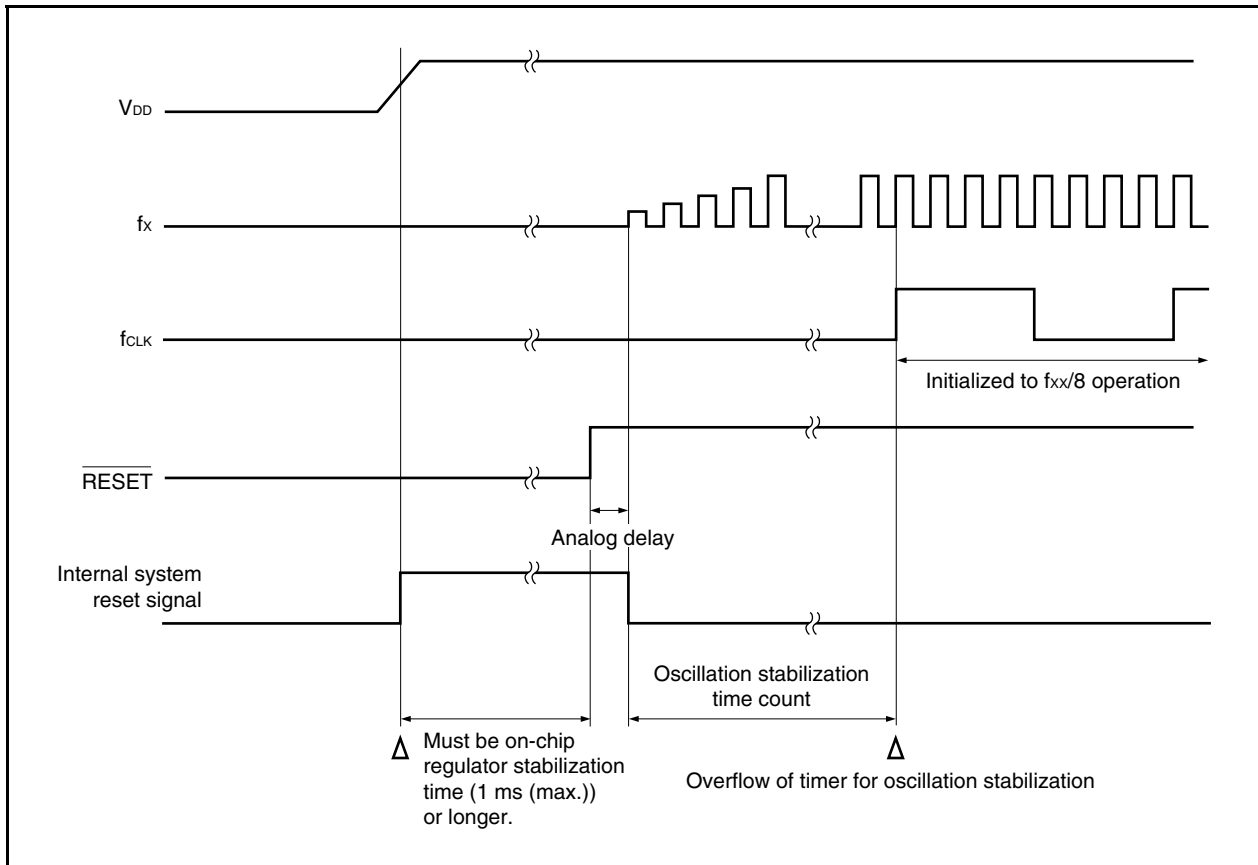 VDD
fX
fCLK
Initialized to fXX/8 operation
RESET
Analog delay
Internal system
reset signal
Oscillation stabilization
time count
Must be on-chip
regulator stabilization
time (1 ms (max.))
or longer.
Overflow of timer for oscillation stabilization